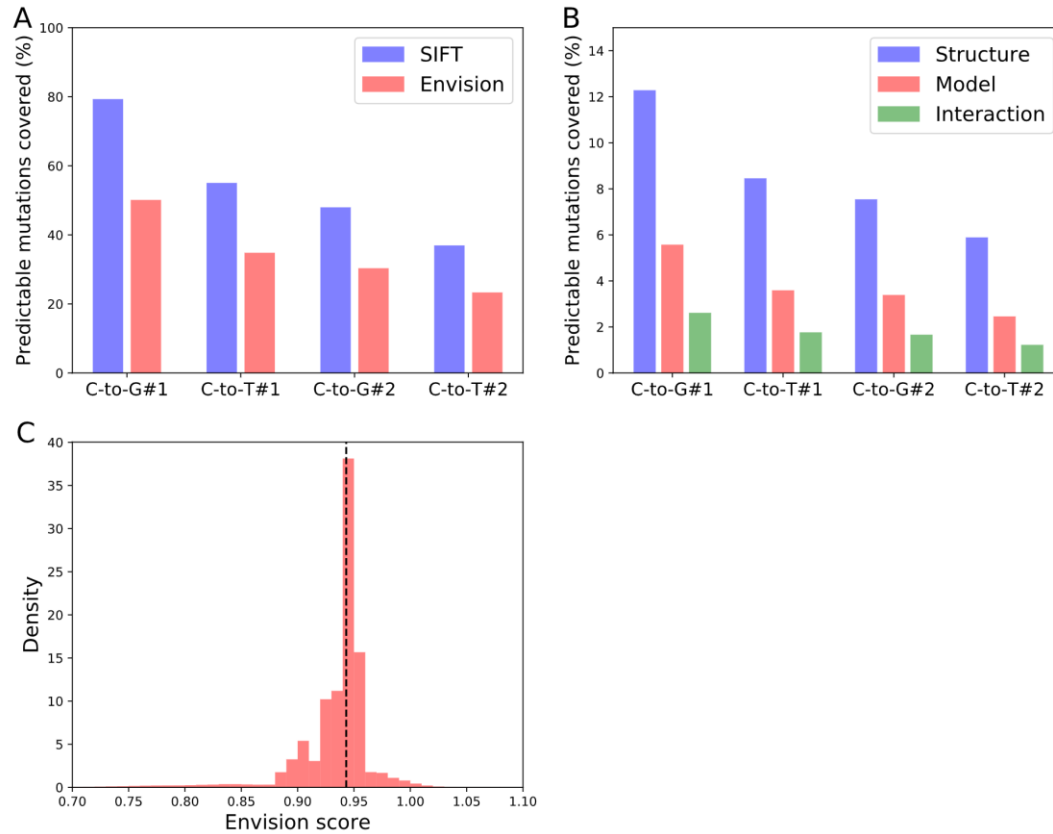 A
Predictable mutations covered (%)
100
80
60
40
20
0
SIFT
Envision
C-to-G#1 C-to-T#1 C-to-G#2 C-to-T#2
B
Predictable mutations covered (%)
14
12
10
8
6
4
2
0
Structure
Model
Interaction
C-to-G#1 C-to-T#1 C-to-G#2 C-to-T#2
C
Density
40
35
30
25
20
15
10
5
0
0.70 0.75 0.80 0.85 0.90 0.95 1.00 1.05 1.10
Envision score